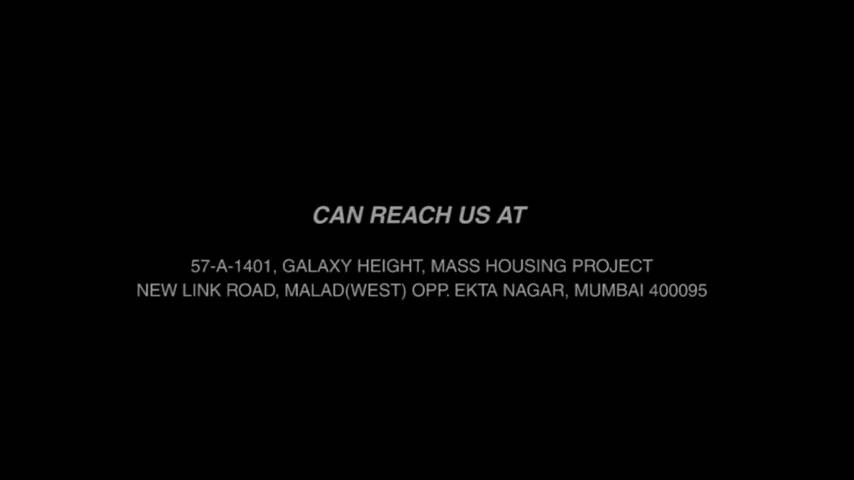 CAN REACH US AT
57-A-1401, GALAXY HEIGHT, MASS HOUSING PROJECT
NEW LINK ROAD, MALAD(WEST) OPP. EKTA NAGAR, MUMBAI 400095